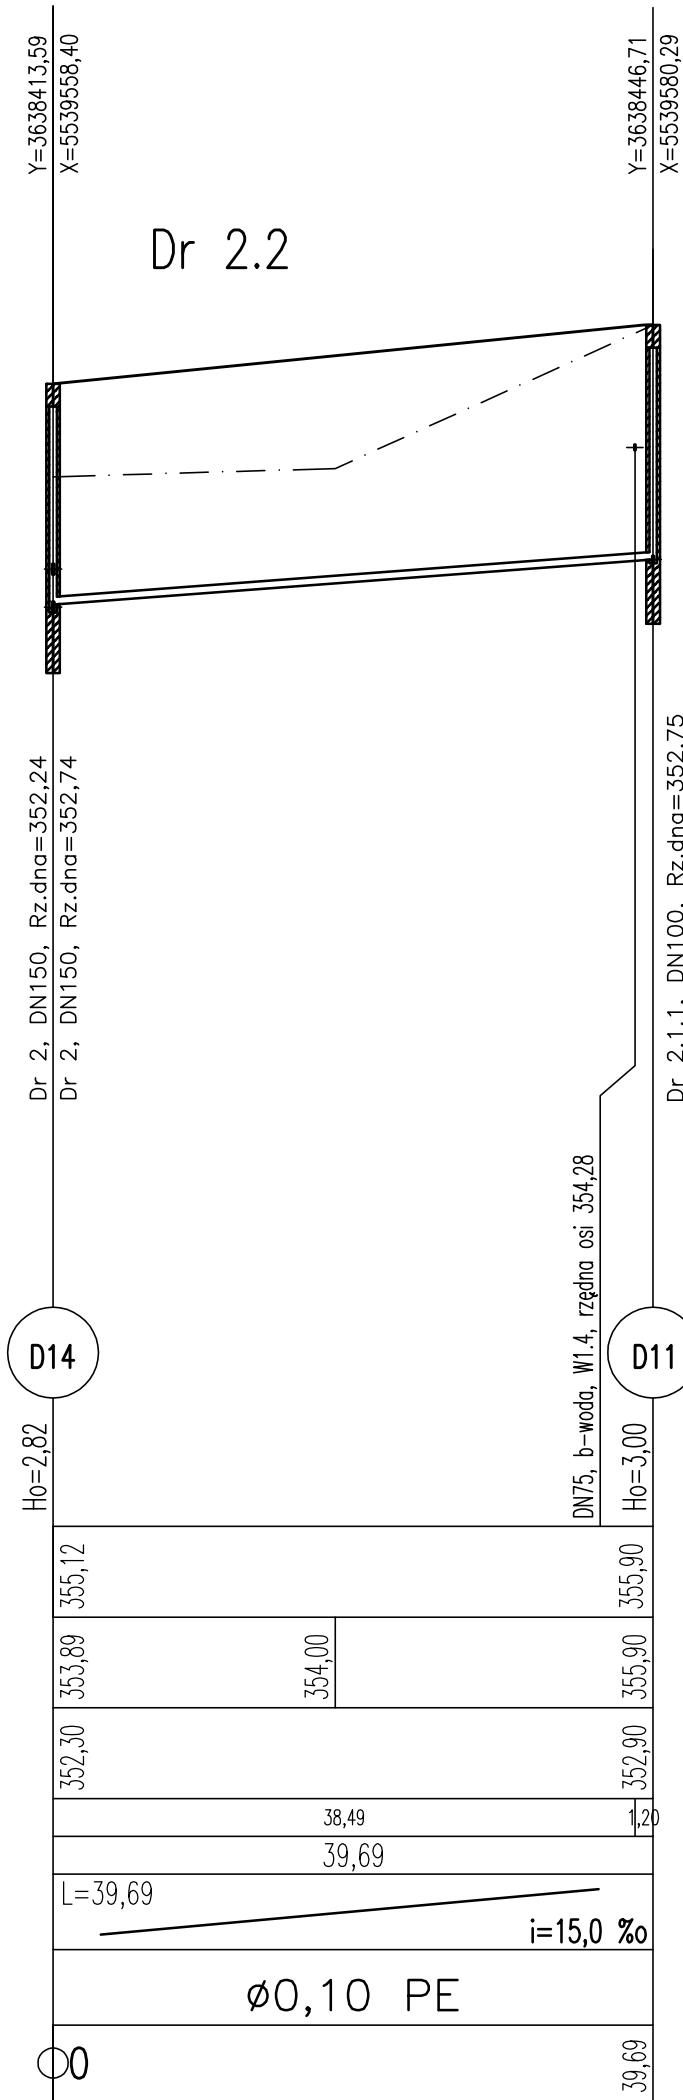 Y=3638413,59
X=5539558,40
Y=3638446,71
X=5539580,29
Dr 2.2
Dr 2, DN150, Rz.dna=352,24
Dr 2, DN150, Rz.dna=352,74
Dr 2.1.1, DN100, Rz.dna=352,75
DN75, b-woda, W1.4, rzędna osi 354,28
D14
D11
Ho=2,82
Ho=3,00
355,12
355,90
353,89
354,00
355,90
352,30
352,90
38,49
1,20
39,69
L=39,69
i=15,0 ‰
ø0,10 PE
0
39,69